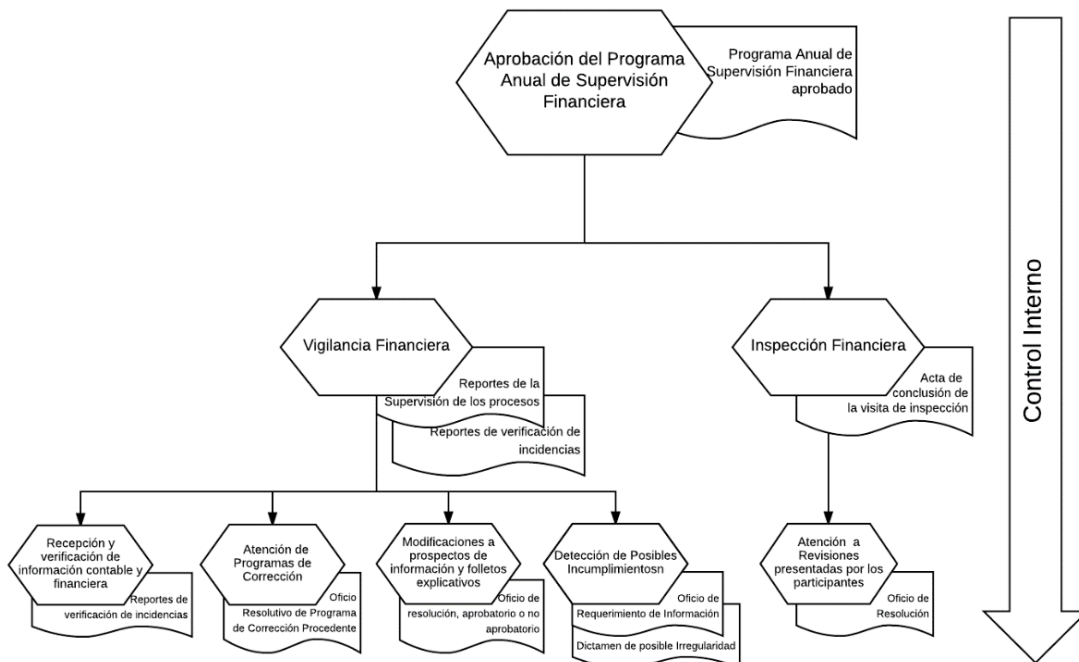 Aprobación del Programa
Anual de Supervisión
Financiera
Programa Anual de
Supervisión Financiera
aprobado
Control Interno
Vigilancia Financiera
Reportes de la
Supervisión de los procesos
Reportes de verificación de
incidencias
Inspección Financiera
Acta de
conclusión de
la visita de inspección
Recepción y
verificación de
información contable y
financiera
Reportes de
verificación de incidencias
Atención de
Programas de
Corrección
Oficio
Resolutivo de Programa
de Corrección Procedente
Modificaciones a
prospectos de
información y folletos
explicativos
Oficio de
resolución, aprobatorio o no
aprobatorio
Detección de Posibles
Incumplimientosn
Oficio de
Requerimiento de Información
Dictamen de posible Irregularidad
Atención a
Revisiones
presentadas por los
participantes
Oficio de
Resolución